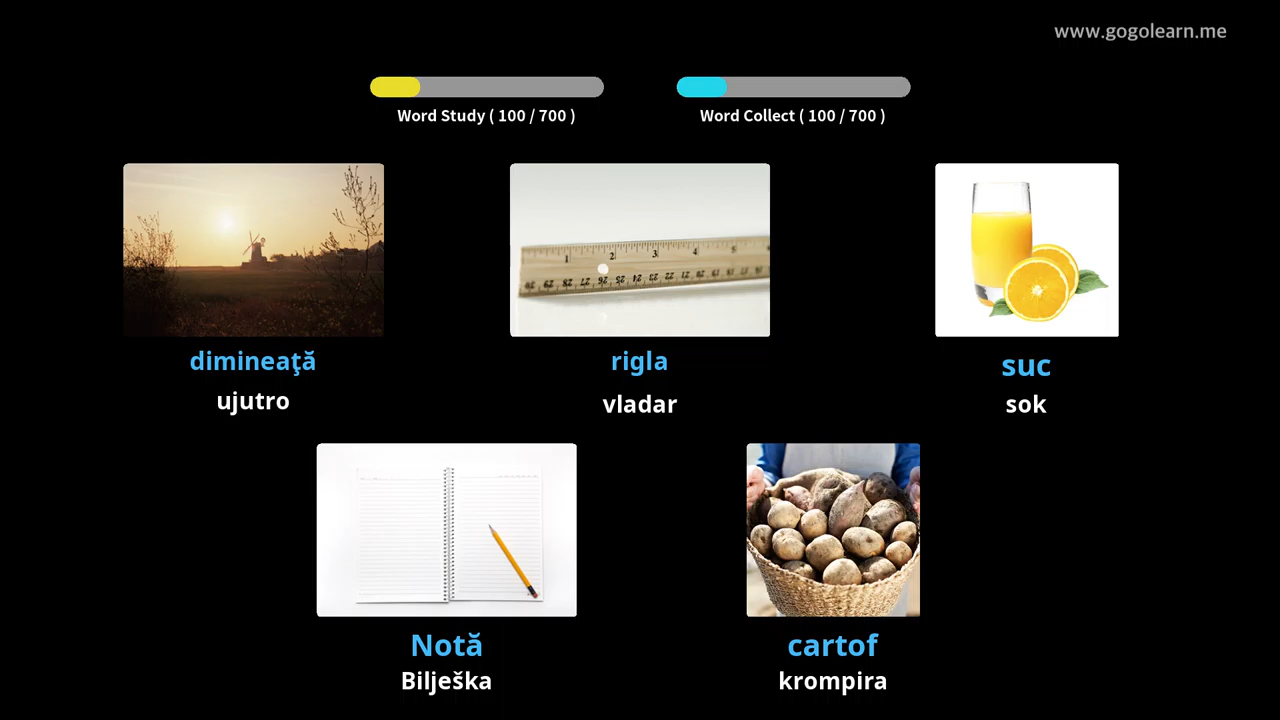 www.gogolearn.me
Word Study ( 100 / 700 )
Word Collect ( 100 / 700 )
dimineaţă
ujutro
rigla
vladar
suc
sok
Notă
Bilješka
cartof
krompira